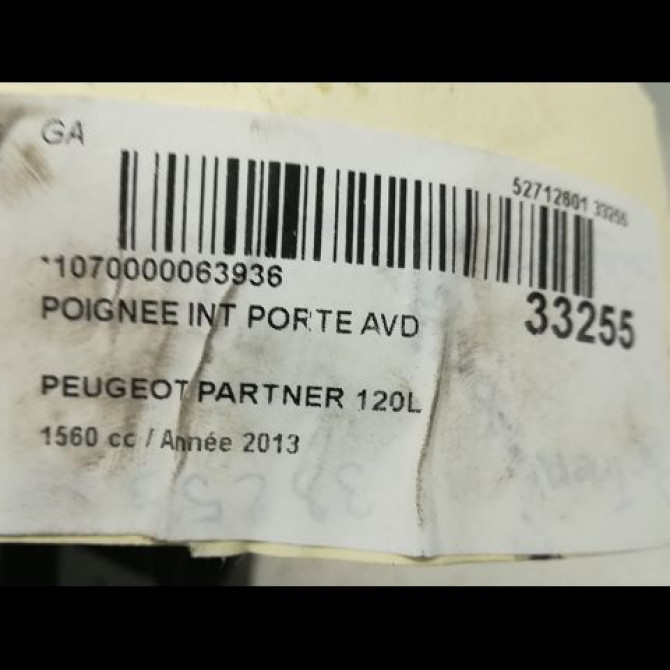 GA
52712801 33255
*1070000063936
33255
POIGNEE INT PORTE AVD
PEUGEOT PARTNER 120L
1560 cc / Année 2013